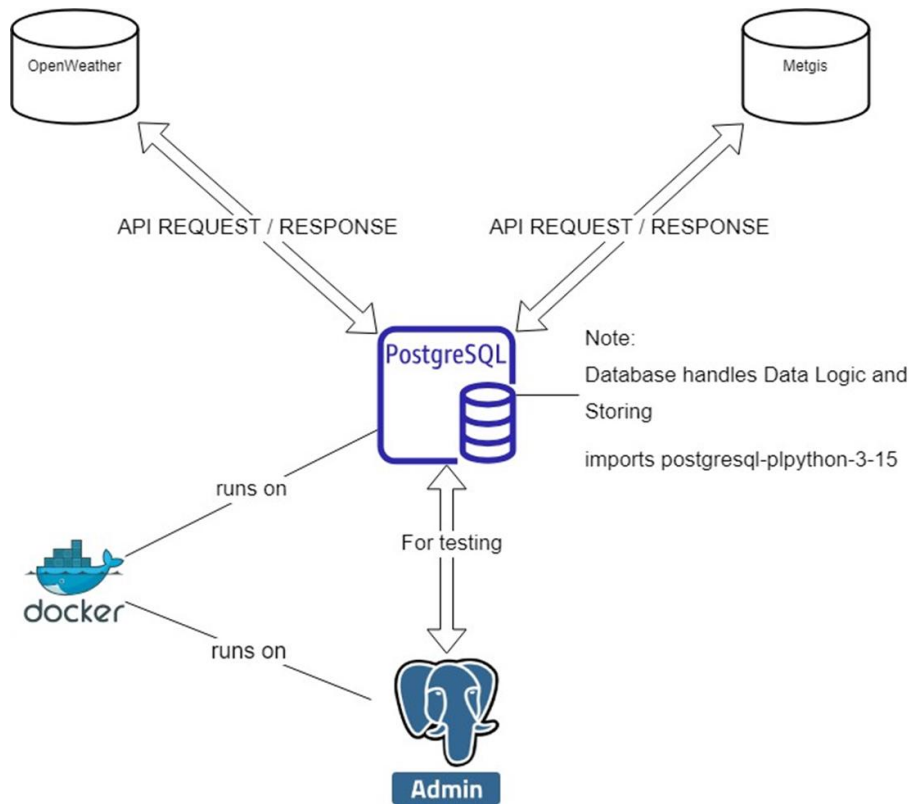 OpenWeather
Metgis
API REQUEST / RESPONSE
API REQUEST / RESPONSE
PostgreSQL
Note:
Database handles Data Logic and
Storing
imports postgresql-plpython-3-15
runs on
For testing
docker
runs on
Admin